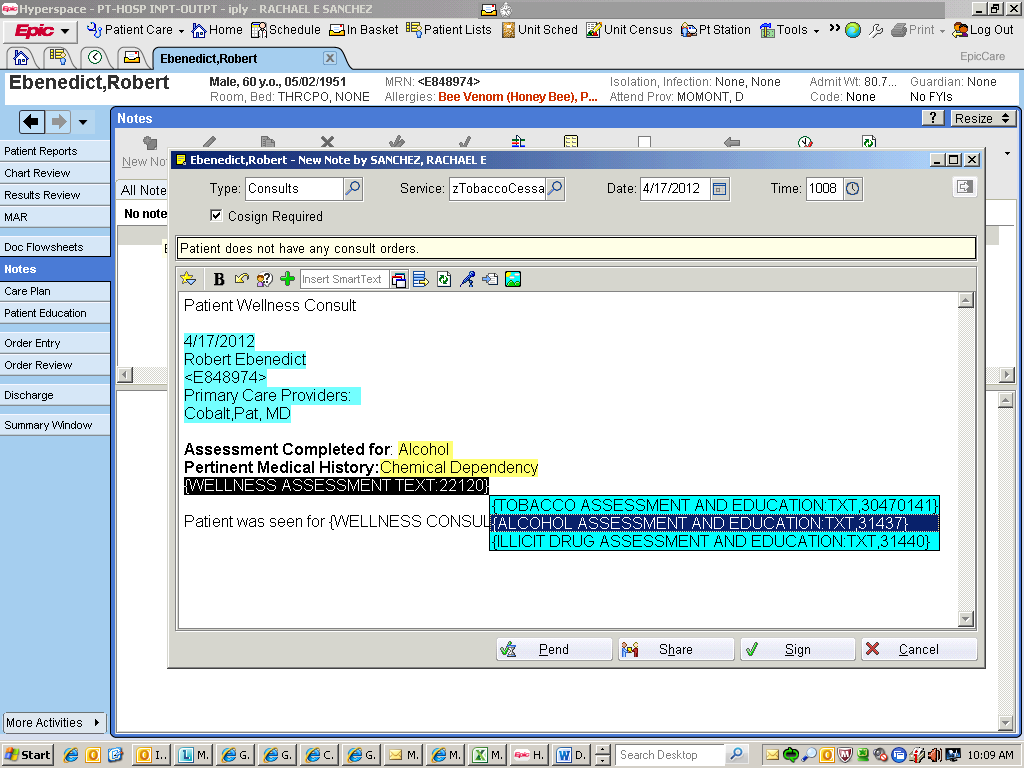 Hyperspace - PT-HOSP INPT-OUTPT - iply - RACHAEL E SANCHEZ
Epic Patient Care Home Schedule In Basket Patient Lists Unit Sched Unit Census Pt Station Tools Print Log Out
Ebenedict,Robert EpicCare
Ebenedict,Robert Male, 60 y.o., 05/02/1951 MRN: <E848974> Isolation, Infection: None, None Admit Wt: 80.7... Guardian: None
Room, Bed: THRCPO, NONE Allergies: Bee Venom (Honey Bee), P... Attend Prov: MOMONT, D Code: None No FYIs
Notes ? Resize
Patient Reports
Chart Review
Results Review
MAR
Doc Flowsheets
Notes
Care Plan
Patient Education
Order Entry
Order Review
Discharge
Summary Window
More Activities
New No
All Note
No note
Ebenedict,Robert - New Note by SANCHEZ, RACHAEL E
Type: Consults Service: zTobaccoCessa Date: 4/17/2012 Time: 1008
Cosign Required
Patient does not have any consult orders.
B Insert SmartText
Patient Wellness Consult
4/17/2012
Robert Ebenedict
<E848974>
Primary Care Providers:
Cobalt,Pat, MD
Assessment Completed for: Alcohol
Pertinent Medical History:Chemical Dependency
{WELLNESS ASSESSMENT TEXT:22120}
{TOBACCO ASSESSMENT AND EDUCATION:TXT,30470141}
Patient was seen for {WELLNESS CONSUL {ALCOHOL ASSESSMENT AND EDUCATION:TXT,31437}
{ILLICIT DRUG ASSESSMENT AND EDUCATION:TXT,31440}
Pend Share Sign Cancel
Start I.. M. G. G. C.. G. M. M. M. Epic H. D. Search Desktop 10:09 AM